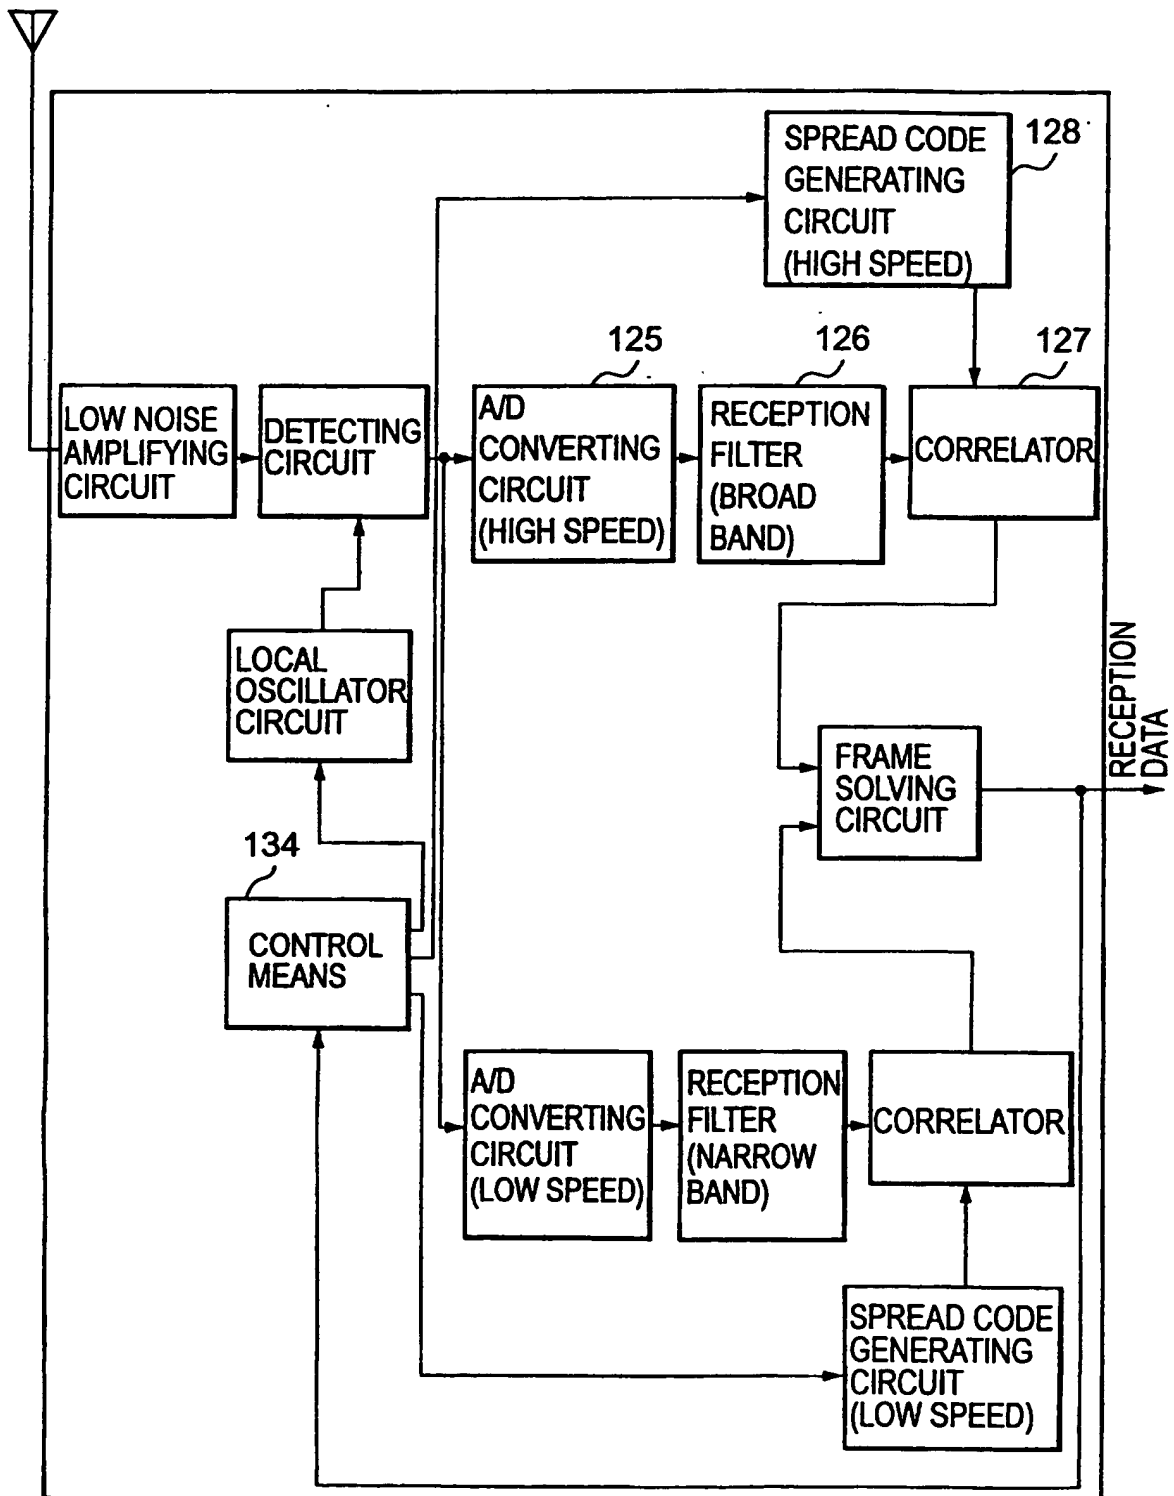 128
SPREAD CODE
GENERATING
CIRCUIT
(HIGH SPEED)
125
126
127
LOW NOISE
AMPLIFYING
CIRCUIT
DETECTING
CIRCUIT
A/D
CONVERTING
CIRCUIT
(HIGH SPEED)
RECEPTION
FILTER
(BROAD
BAND)
CORRELATOR
LOCAL
OSCILLATOR
CIRCUIT
FRAME
SOLVING
CIRCUIT
RECEPTION
DATA
134
CONTROL
MEANS
A/D
CONVERTING
CIRCUIT
(LOW SPEED)
RECEPTION
FILTER
(NARROW
BAND)
CORRELATOR
SPREAD CODE
GENERATING
CIRCUIT
(LOW SPEED)